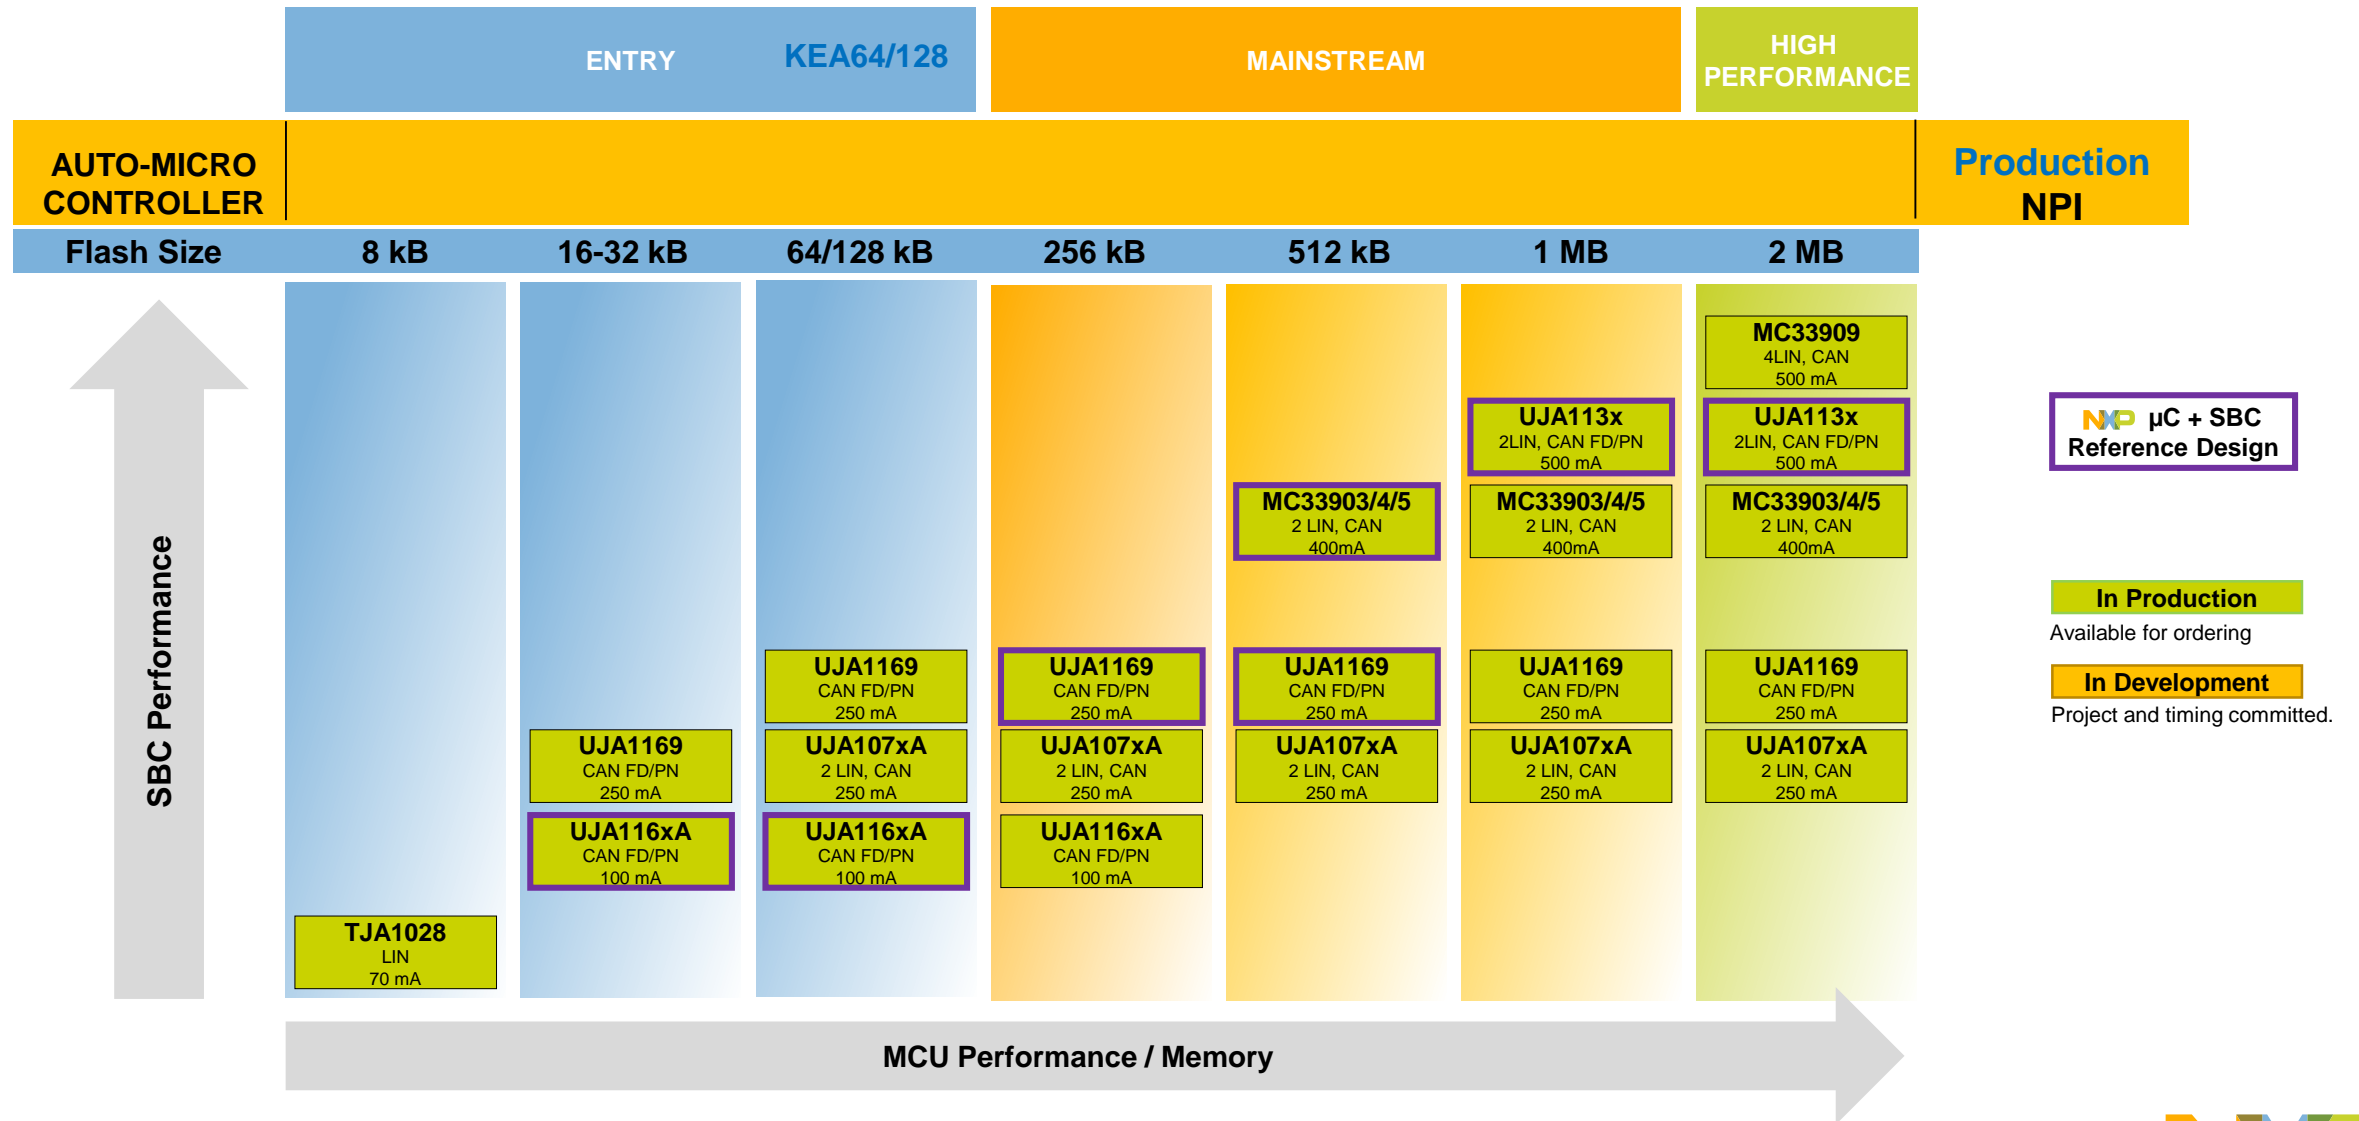 ENTRY
KEA64/128
MAINSTREAM
HIGH
PERFORMANCE
AUTO-MICRO
CONTROLLER
Production
NPI
Flash Size
8 kB
16-32 kB
64/128 kB
256 kB
512 kB
1 MB
2 MB
SBC Performance
TJA1028
LIN
70 mA
UJA1169
CAN FD/PN
250 mA
UJA116xA
CAN FD/PN
100 mA
UJA1169
CAN FD/PN
250 mA
UJA107xA
2 LIN, CAN
250 mA
UJA116xA
CAN FD/PN
100 mA
UJA1169
CAN FD/PN
250 mA
UJA107xA
2 LIN, CAN
250 mA
UJA116xA
CAN FD/PN
100 mA
MC33903/4/5
2 LIN, CAN
400mA
UJA1169
CAN FD/PN
250 mA
UJA107xA
2 LIN, CAN
250 mA
UJA113x
2LIN, CAN FD/PN
500 mA
MC33903/4/5
2 LIN, CAN
400mA
UJA1169
CAN FD/PN
250 mA
UJA107xA
2 LIN, CAN
250 mA
MC33909
4LIN, CAN
500 mA
UJA113x
2LIN, CAN FD/PN
500 mA
MC33903/4/5
2 LIN, CAN
400mA
UJA1169
CAN FD/PN
250 mA
UJA107xA
2 LIN, CAN
250 mA
NXP µC + SBC
Reference Design
In Production
Available for ordering
In Development
Project and timing committed.
MCU Performance / Memory